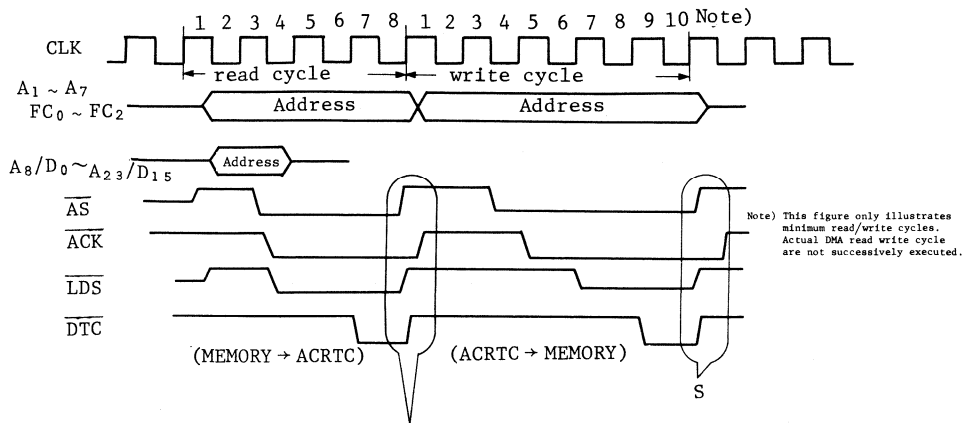 1 2 3 4 5 6 7 8 1 2 3 4 5 6 7 8 9 10 Note)
CLK
read cycle write cycle
A₁ ~ A₇
FC₀ ~ FC₂
Address Address
A₈/D₀ ~ A₂₃/D₁₅
Address
AS
ACK
LDS
DTC
Note) This figure only illustrates
minimum read/write cycles.
Actual DMA read write cycle
are not successively executed.
(MEMORY → ACRTC) (ACRTC → MEMORY)
S